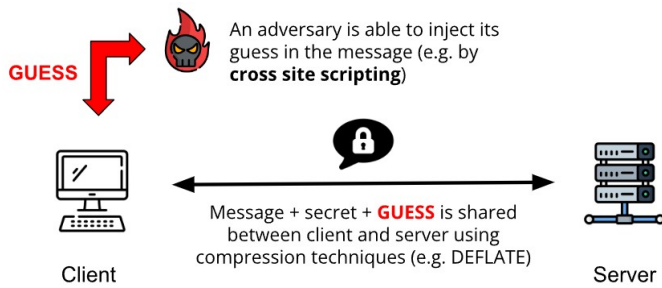 An adversary is able to inject its
guess in the message (e.g. by
cross site scripting)
GUESS
Message + secret + GUESS is shared
between client and server using
compression techniques (e.g. DEFLATE)
Client
Server